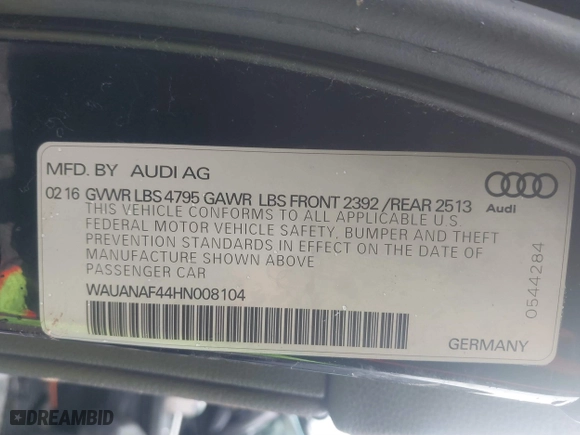 MFD. BY AUDI AG
0216 GVWR LBS 4795 GAWR LBS FRONT 2392 /REAR 2513
THIS VEHICLE CONFORMS TO ALL APPLICABLE U S
FEDERAL MOTOR VEHICLE SAFETY, BUMPER AND THEFT
PREVENTION STANDARDS IN EFFECT ON THE DATE OF
MANUFACTURE SHOWN ABOVE
PASSENGER CAR
WAUANAF44HN008104
Audi
0544284
GERMANY
DREAMBID